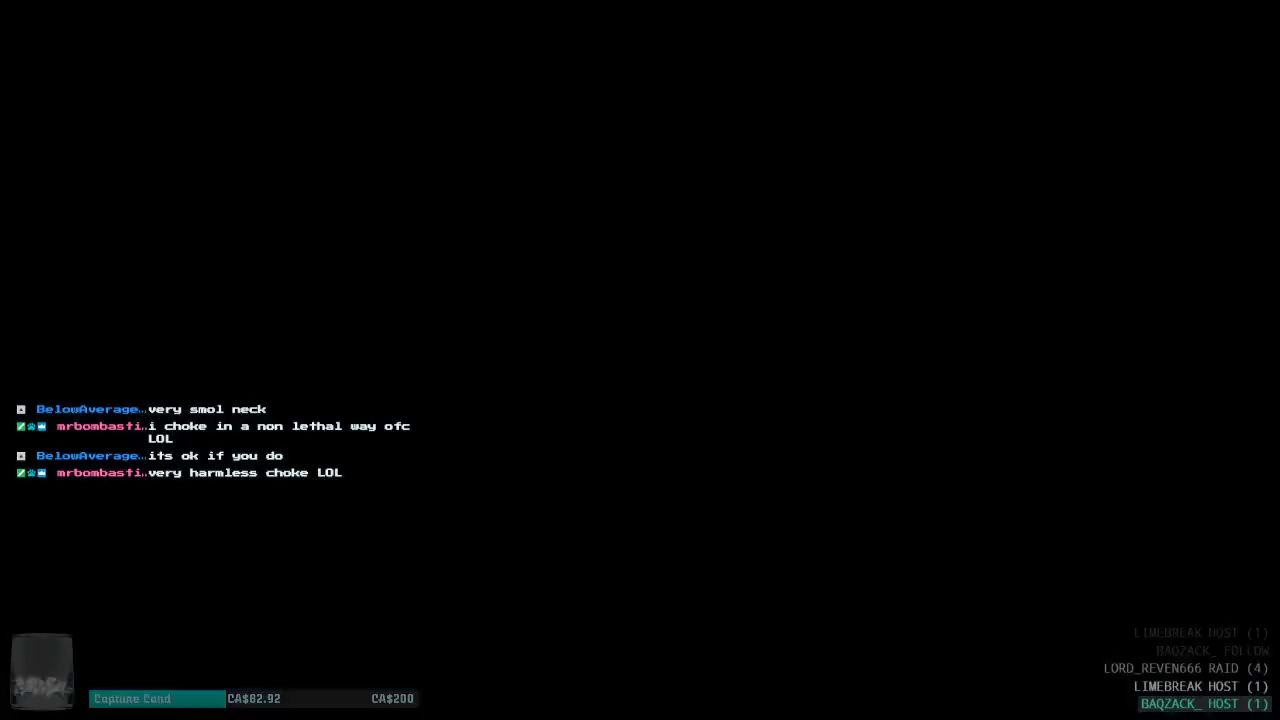 BelowAverage…very smol neck
mrbombasti…i choke in a non lethal way ofc
LOL
BelowAverage…its ok if you do
mrbombasti…very harmless choke LOL
LIMEBREAK HOST (1)
BAQZACK_ FOLLOW
LORD_REVEN666 RAID (4)
LIMEBREAK HOST (1)
Capture Card CA$82.92 CA$200
BAQZACK_ HOST (1)